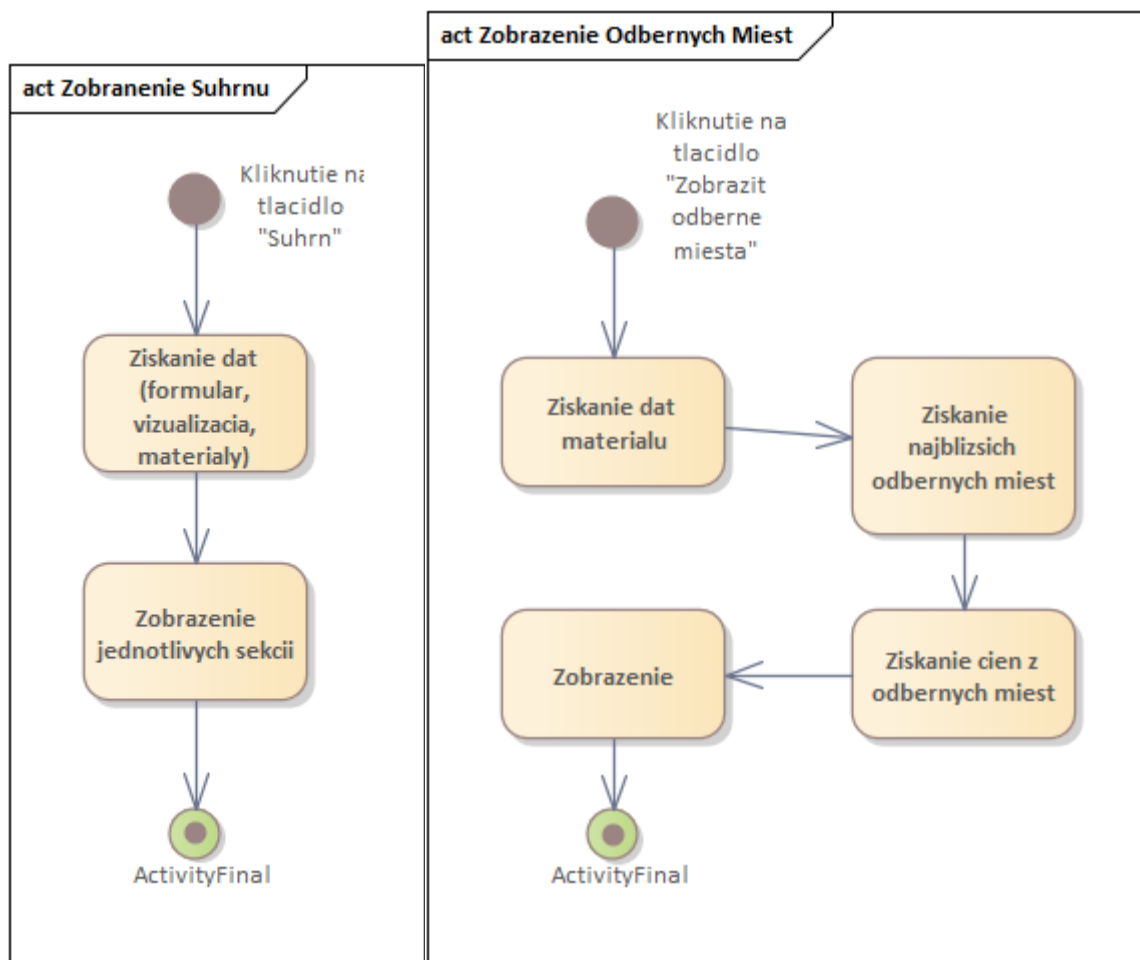 act Zobranenie Suhrnu
Kliknutie na
tlacidlo
"Suhrn"
Ziskanie dat
(formular,
vizualizacia,
materialy)
Zobrazenie
jednotlivych sekcii
ActivityFinal
act Zobrazenie Odbernych Miest
Kliknutie na
tlacidlo
"Zobrazit
odberne
miesta"
Ziskanie dat
materialu
Ziskanie
najblizsich
odbernych miest
Ziskanie cien z
odbernych miest
Zobrazenie
ActivityFinal